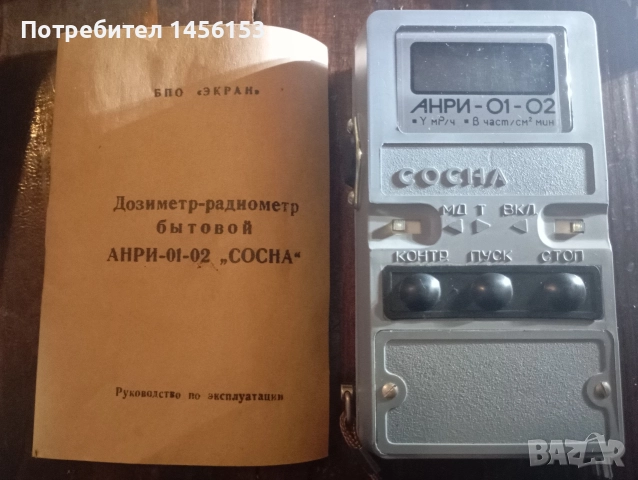 Потребител 1456153
БПО «ЭКРАН»
Дозиметр-радиометр
бытовой
АНРИ-01-02 „СОСНА“
Руководство по эксплуатации
АНРИ-01-02
• γ мР/ч • β част/см² мин
СОСНА
МД Т ВКЛ
КОНТР. ПУСК СТОП
BAZAR